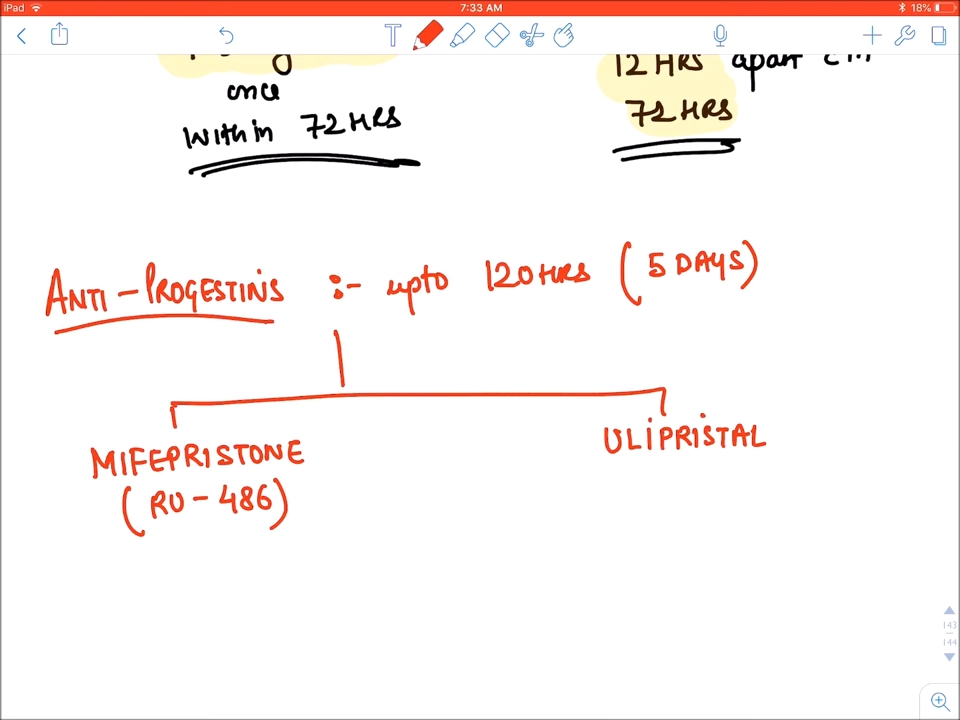 iPad
7:33 AM
18%
T
12 HRS apart
once
within 72 HRS
72 HRS
ANTI-PROGESTINS :- upto 120 HRS (5 DAYS)
MIFEPRISTONE
(RU-486)
ULIPRISTAL
143
144